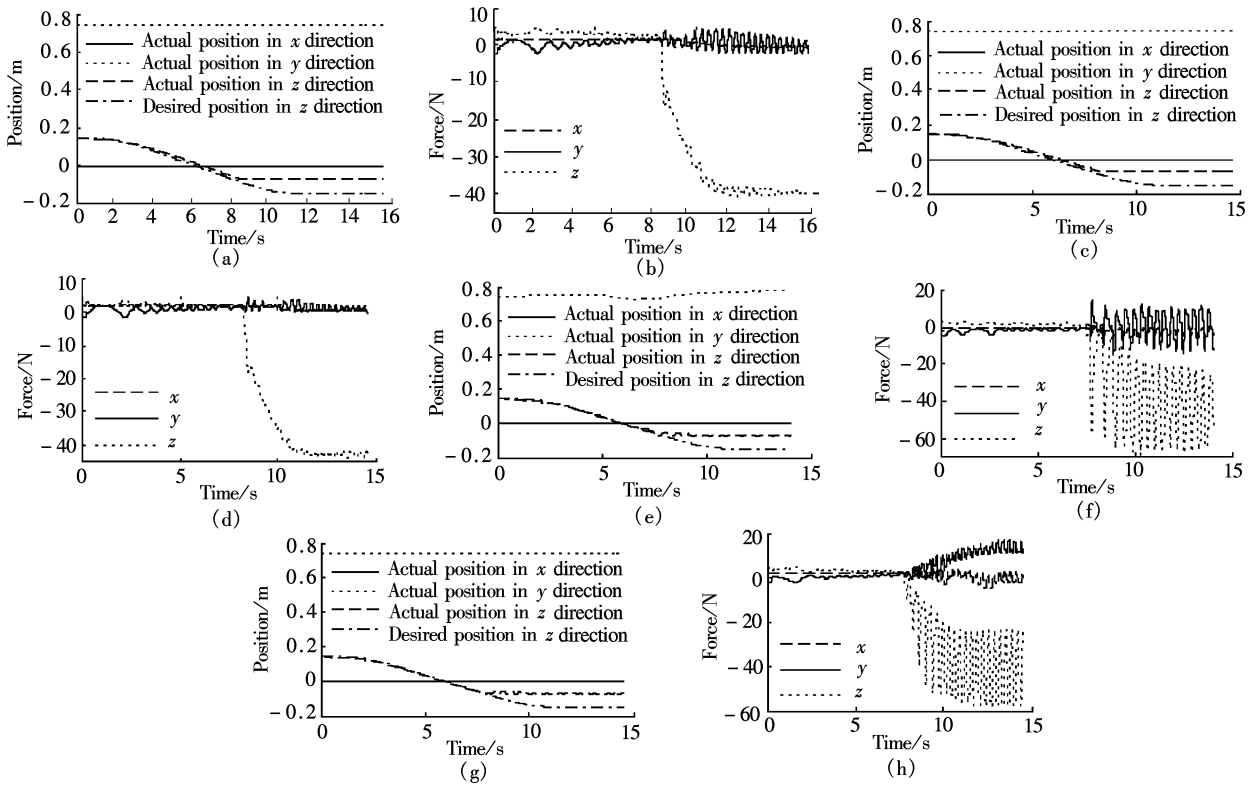 0.8
0.6
0.4
0.2
0
-0.2
Position/m
Actual position in x direction
Actual position in y direction
Actual position in z direction
Desired position in z direction
0 2 4 6 8 10 12 14 16
Time/s
(a)
10
0
-10
-20
-30
-40
Force/N
x
y
z
0 2 4 6 8 10 12 14 16
Time/s
(b)
0.8
0.6
0.4
0.2
0
-0.2
Position/m
Actual position in x direction
Actual position in y direction
Actual position in z direction
Desired position in z direction
0 5 10 15
Time/s
(c)
10
0
-10
-20
-30
-40
Force/N
x
y
z
0 5 10 15
Time/s
(d)
0.8
0.6
0.4
0.2
0
-0.2
Position/m
Actual position in x direction
Actual position in y direction
Actual position in z direction
Desired position in z direction
0 5 10 15
Time/s
(e)
20
0
-20
-40
-60
Force/N
x
y
z
0 5 10 15
Time/s
(f)
0.8
0.6
0.4
0.2
0
-0.2
Position/m
Actual position in x direction
Actual position in y direction
Actual position in z direction
Desired position in z direction
0 5 10 15
Time/s
(g)
20
0
-20
-40
-60
Force/N
x
y
z
0 5 10 15
Time/s
(h)